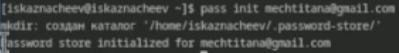 [iskaznacheev@iskaznacheev ~]$ pass init mechtitana@gmail.com
mkdir: создан каталог '/home/iskaznacheev/.password-store/'
Password store initialized for mechtitana@gmail.com